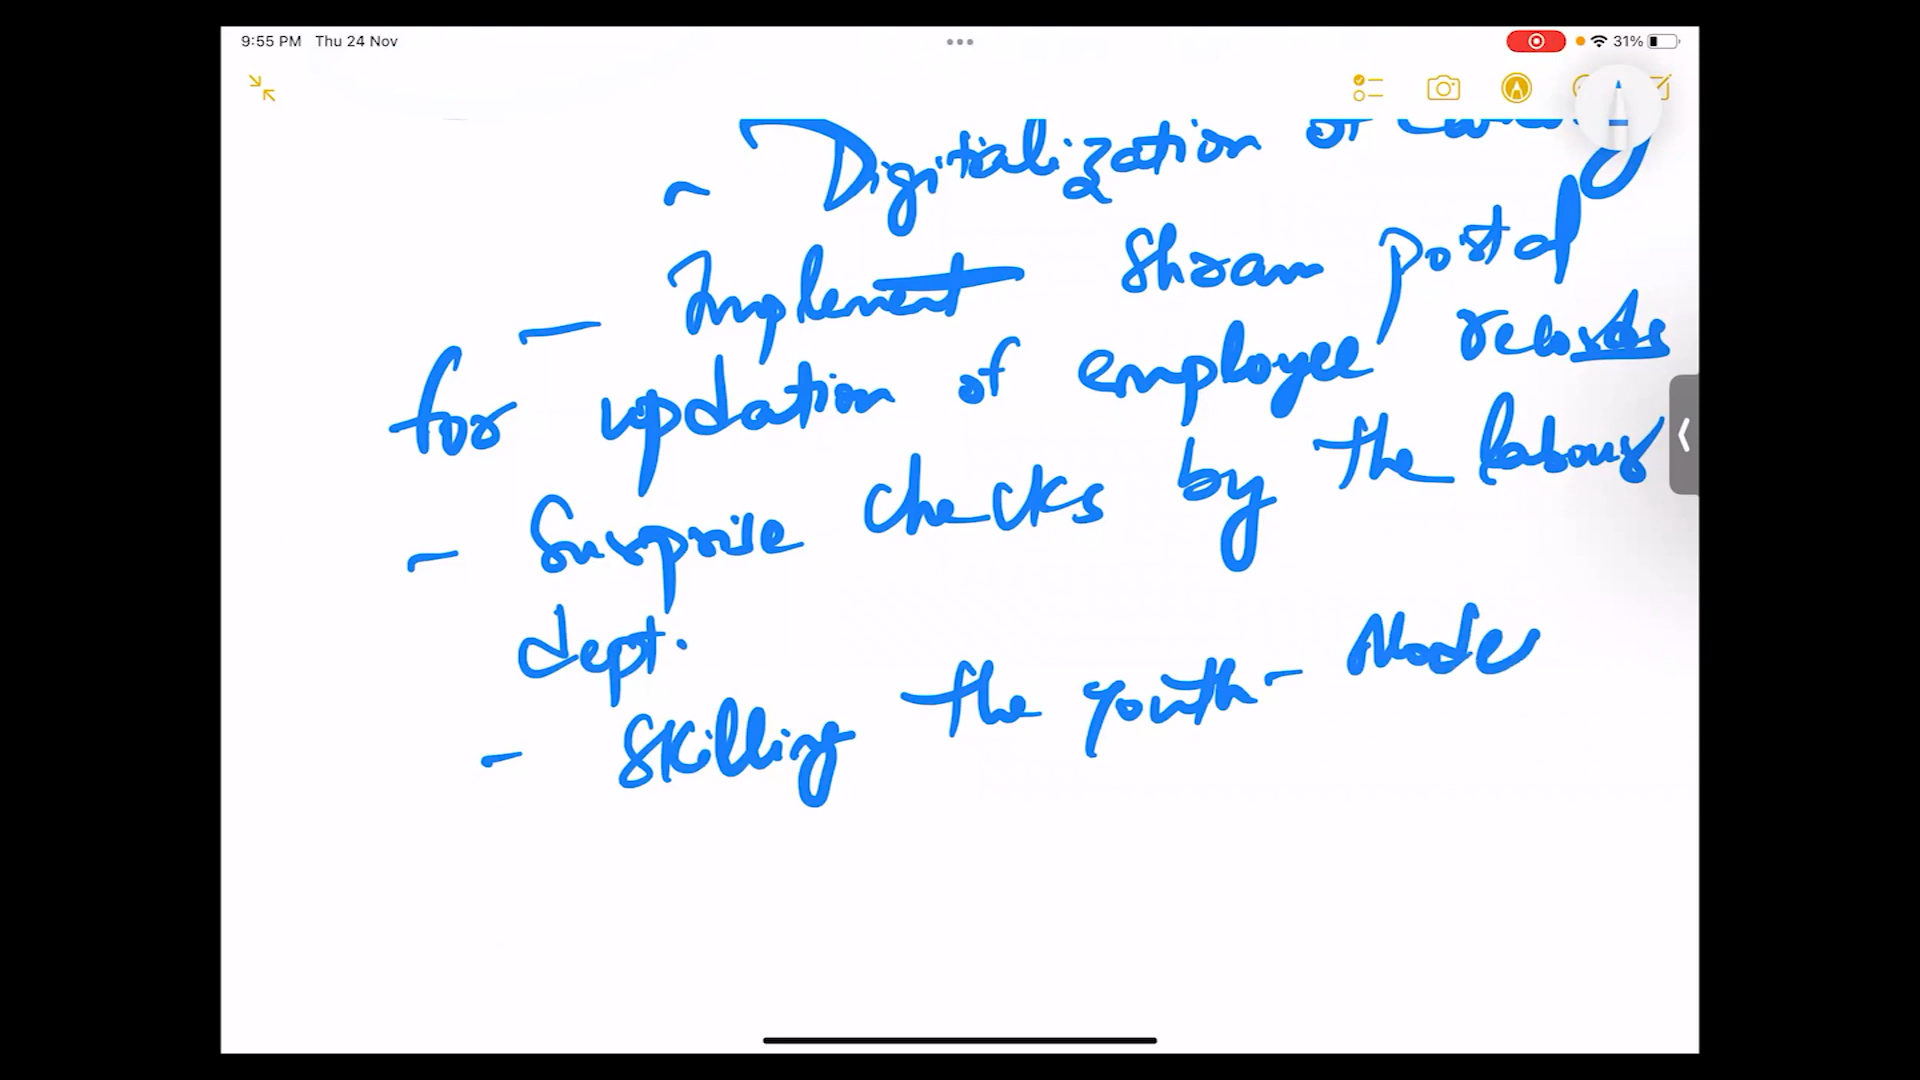 9:55 PM Thu 24 Nov
31%
- Digitialization of
- Implement Shram portal
for updation of employee records
- Surprise checks by the labour
dept.
- Skilling the youth - Mode